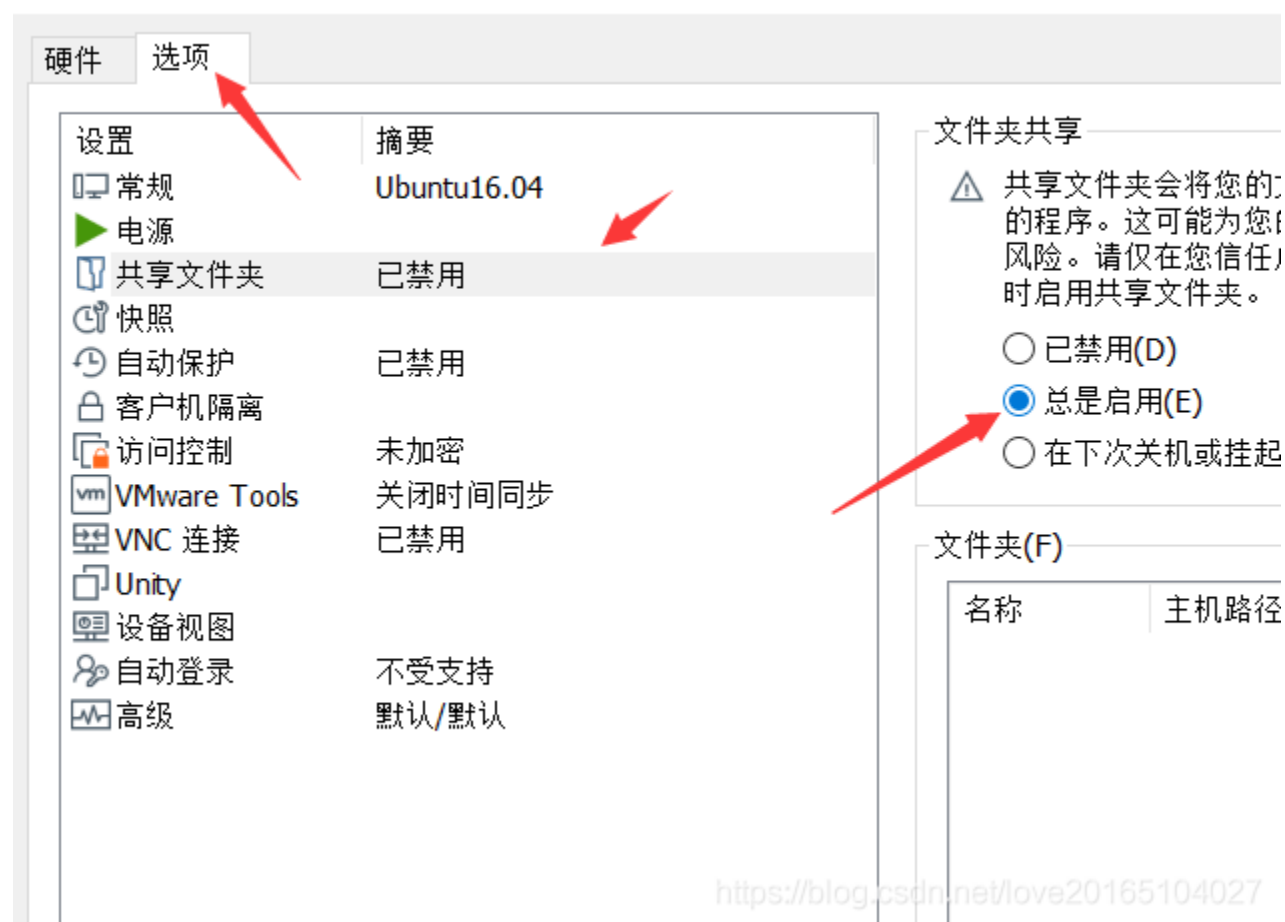 硬件 选项
设置 摘要
常规 Ubuntu16.04
电源
共享文件夹 已禁用
快照
自动保护 已禁用
客户机隔离
访问控制 未加密
vm VMware Tools 关闭时间同步
VNC 连接 已禁用
Unity
设备视图
自动登录 不受支持
高级 默认/默认
文件夹共享
共享文件夹会将您的
的程序。这可能为您
风险。请仅在您信任
时启用共享文件夹。
已禁用(D)
总是启用(E)
在下次关机或挂起
文件夹(F)
名称 主机路径
https://blog.csdn.net/love20165104027